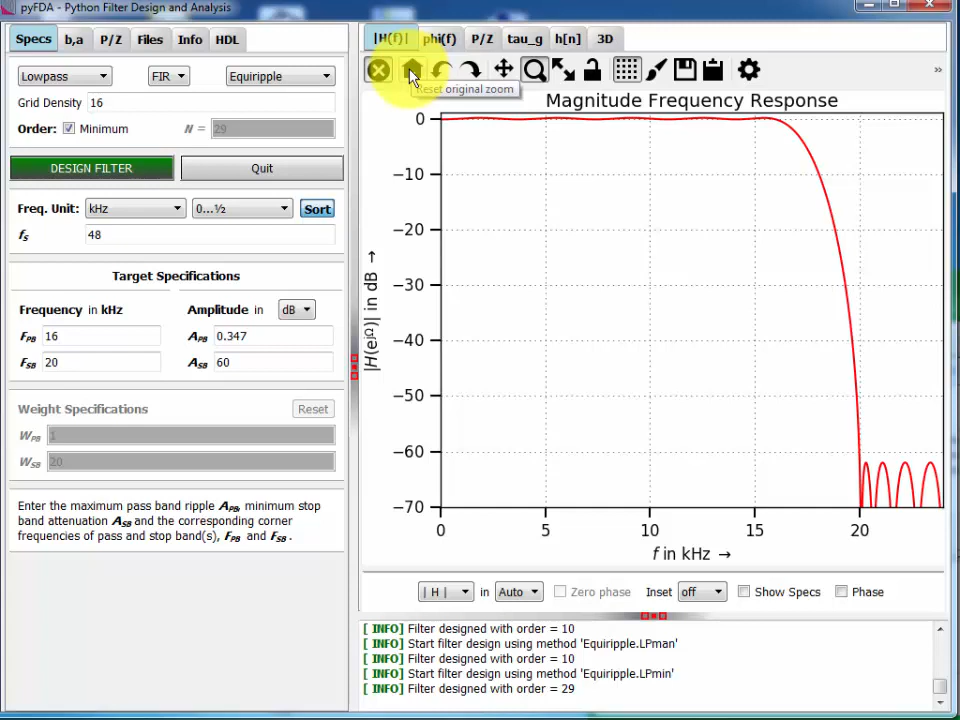 pyFDA - Python Filter Design and Analysis
Specs b,a P/Z Files Info HDL
Lowpass FIR Equiripple
Grid Density 16
Order: Minimum N = 29
DESIGN FILTER Quit
Freq. Unit: kHz 0...½ Sort
fS 48
Target Specifications
Frequency in kHz Amplitude in dB
FPB 16 APB 0.347
FSB 20 ASB 60
Weight Specifications Reset
WPB 1
WSB 20
Enter the maximum pass band ripple APB, minimum stop
band attenuation ASB and the corresponding corner
frequencies of pass and stop band(s), FPB and FSB.
|H(f)| phi(f) P/Z tau_g h[n] 3D
»
Reset original zoom
Magnitude Frequency Response
|H(e^jΩ)| in dB →
0
−10
−20
−30
−40
−50
−60
−70
0 5 10 15 20
f in kHz →
| H | in Auto Zero phase Inset off Show Specs Phase
[ INFO] Filter designed with order = 10
[ INFO] Start filter design using method 'Equiripple.LPman'
[ INFO] Filter designed with order = 10
[ INFO] Start filter design using method 'Equiripple.LPmin'
[ INFO] Filter designed with order = 29